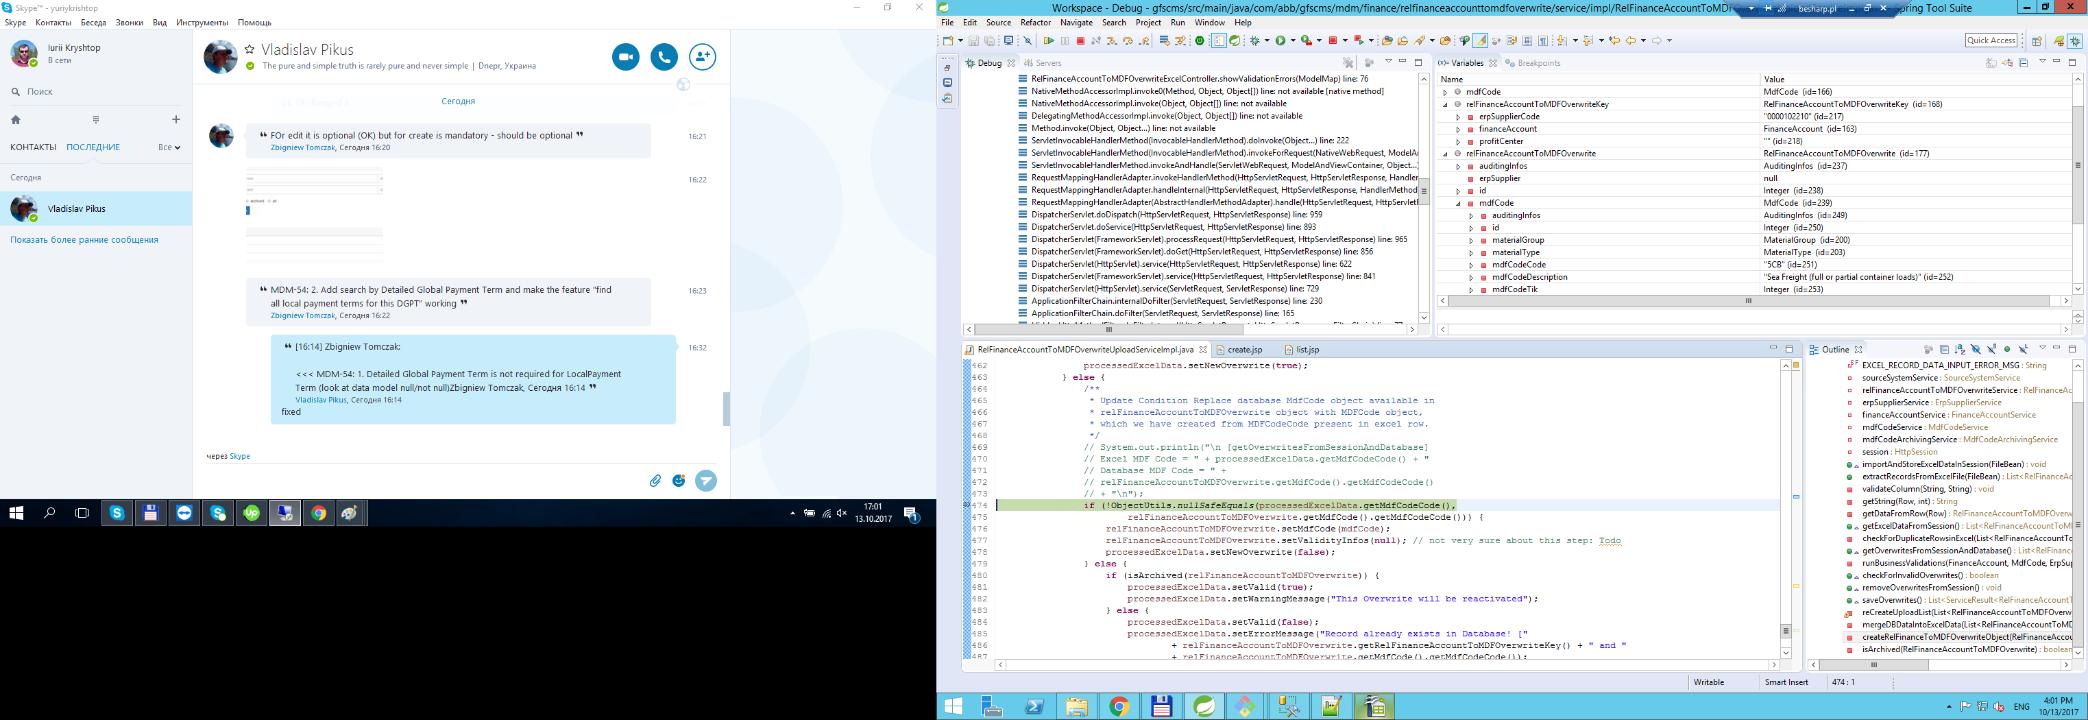 Skype™ - yuriykrishtop
Skype Контакты Беседа Звонки Вид Инструменты Помощь
Iurii Kryshtop
В сети
Поиск
КОНТАКТЫ ПОСЛЕДНИЕ Все
Сегодня
Vladislav Pikus
Показать более ранние сообщения
Vladislav Pikus
The pure and simple truth is rarely pure and never simple | Dнepr, Украина
Сегодня
FOr edit it is optional (OK) but for create is mandatory - should be optional
Zbigniew Tomczak, Сегодня 16:20
16:21
16:22
MDM-54: 2. Add search by Detailed Global Payment Term and make the feature "find
all local payment terms for this DGPT" working
Zbigniew Tomczak, Сегодня 16:22
16:23
[16:14] Zbigniew Tomczak:
16:32
<<< MDM-54: 1. Detailed Global Payment Term is not required for LocalPayment
Term (look at data model null/not null)Zbigniew Tomczak, Сегодня 16:14
Vladislav Pikus, Сегодня 16:14
fixed
через Skype
17:01
13.10.2017
Workspace - Debug - gfscms/src/main/java/com/abb/gfscms/mdm/finance/relfinanceaccounttomdfoverwrite/service/impl/RelFinanceAccountToMD
besharp.pl
ring Tool Suite
File Edit Source Refactor Navigate Search Project Run Window Help
Quick Access
Debug Servers
RelFinanceAccountToMDFOverwriteExcelController.showValidationErrors(ModelMap) line: 76
NativeMethodAccessorImpl.invoke0(Method, Object, Object[]) line: not available [native method]
NativeMethodAccessorImpl.invoke(Object, Object[]) line: not available
DelegatingMethodAccessorImpl.invoke(Object, Object[]) line: not available
Method.invoke(Object, Object...) line: not available
ServletInvocableHandlerMethod(InvocableHandlerMethod).doInvoke(Object...) line: 222
ServletInvocableHandlerMethod(InvocableHandlerMethod).invokeForRequest(NativeWebRequest, ModelAn
ServletInvocableHandlerMethod.invokeAndHandle(ServletWebRequest, ModelAndViewContainer, Object...)
RequestMappingHandlerAdapter.invokeHandlerMethod(HttpServletRequest, HttpServletResponse, Handler
RequestMappingHandlerAdapter.handleInternal(HttpServletRequest, HttpServletResponse, HandlerMethod
RequestMappingHandlerAdapter(AbstractHandlerMethodAdapter).handle(HttpServletRequest, HttpServletR
DispatcherServlet.doDispatch(HttpServletRequest, HttpServletResponse) line: 959
DispatcherServlet.doService(HttpServletRequest, HttpServletResponse) line: 893
DispatcherServlet(FrameworkServlet).processRequest(HttpServletRequest, HttpServletResponse) line: 965
DispatcherServlet(FrameworkServlet).doGet(HttpServletRequest, HttpServletResponse) line: 856
DispatcherServlet(HttpServlet).service(HttpServletRequest, HttpServletResponse) line: 622
DispatcherServlet(FrameworkServlet).service(HttpServletRequest, HttpServletResponse) line: 841
DispatcherServlet(HttpServlet).service(ServletRequest, ServletResponse) line: 729
ApplicationFilterChain.internalDoFilter(ServletRequest, ServletResponse) line: 230
ApplicationFilterChain.doFilter(ServletRequest, ServletResponse) line: 165
Variables Breakpoints
Name Value
mdfCode MdfCode (id=166)
relFinanceAccountToMDFOverwriteKey RelFinanceAccountToMDFOverwriteKey (id=168)
erpSupplierCode "0000102210" (id=217)
financeAccount FinanceAccount (id=163)
profitCenter "" (id=218)
relFinanceAccountToMDFOverwrite RelFinanceAccountToMDFOverwrite (id=177)
auditingInfos AuditingInfos (id=237)
erpSupplier null
id Integer (id=238)
mdfCode MdfCode (id=239)
auditingInfos AuditingInfos (id=249)
id Integer (id=250)
materialGroup MaterialGroup (id=200)
materialType MaterialType (id=203)
mdfCodeCode "5CB" (id=251)
mdfCodeDescription "Sea Freight (full or partial container loads)" (id=252)
mdfCodeTik Integer (id=253)
RelFinanceAccountToMDFOverwriteUploadServiceImpl.java create.jsp list.jsp
462 processedExcelData.setNewOverwrite(true);
463 } else {
464 /**
465 * Update Condition Replace database MdfCode object available in
466 * relFinanceAccountToMDFOverwrite object with MDFCode object,
467 * which we have created from MDFCodeCode present in excel row.
468 */
469 // System.out.println("\n [getOverwritesFromSessionAndDatabase]
470 // Excel MDF Code = " + processedExcelData.getMdfCodeCode() + "
471 // Database MDF Code = " +
472 // relFinanceAccountToMDFOverwrite.getMdfCode().getMdfCodeCode()
473 // + "\n");
474 if (!ObjectUtils.nullSafeEquals(processedExcelData.getMdfCodeCode(),
475 relFinanceAccountToMDFOverwrite.getMdfCode().getMdfCodeCode())) {
476 relFinanceAccountToMDFOverwrite.setMdfCode(mdfCode);
477 relFinanceAccountToMDFOverwrite.setValidityInfos(null); // not very sure about this step: Todo
478 processedExcelData.setNewOverwrite(false);
479 } else {
480 if (isArchived(relFinanceAccountToMDFOverwrite)) {
481 processedExcelData.setValid(true);
482 processedExcelData.setWarningMessage("This Overwrite will be reactivated");
483 } else {
484 processedExcelData.setValid(false);
485 processedExcelData.setErrorMessage("Record already exists in Database! ["
486 + relFinanceAccountToMDFOverwrite.getRelFinanceAccountToMDFOverwriteKey() + " and "
487 + relFinanceAccountToMDFOverwrite.getMdfCode().getMdfCodeCode());
Outline
EXCEL_RECORD_DATA_INPUT_ERROR_MSG : String
sourceSystemService : SourceSystemService
relFinanceAccountToMDFOverwriteService : RelFinanc
erpSupplierService : ErpSupplierService
financeAccountService : FinanceAccountService
mdfCodeService : MdfCodeService
mdfCodeArchivingService : MdfCodeArchivingService
session : HttpSession
importAndStoreExcelDataInSession(FileBean) : void
extractRecordsFromExcelFile(FileBean) : List<RelFinan
validateColumn(String, String) : void
getString(Row, int) : String
getDataFromRow(Row) : RelFinanceAccountToMDFOv
getExcelDataFromSession() : List<RelFinanceAccountT
checkForDuplicateRowsinExcel(List<RelFinanceAccoun
getOverwritesFromSessionAndDatabase() : List<RelFi
runBusinessValidations(FinanceAccount, MdfCode, ErpSup
checkForInvalidOverwrites() : boolean
removeOverwritesFromSession() : void
saveOverwrites() : List<ServiceResult<RelFinanceAcco
reCreateUploadList(List<RelFinanceAccountToMDFOverw
mergeDBDataIntoExcelData(List<RelFinanceAccountToM
createRelFinanceToMDFOverwriteObject(RelFinanceAccou
isArchived(RelFinanceAccountToMDFOverwrite) : boolean
Writable Smart Insert 474 : 1
ENG
4:01 PM
10/13/2017